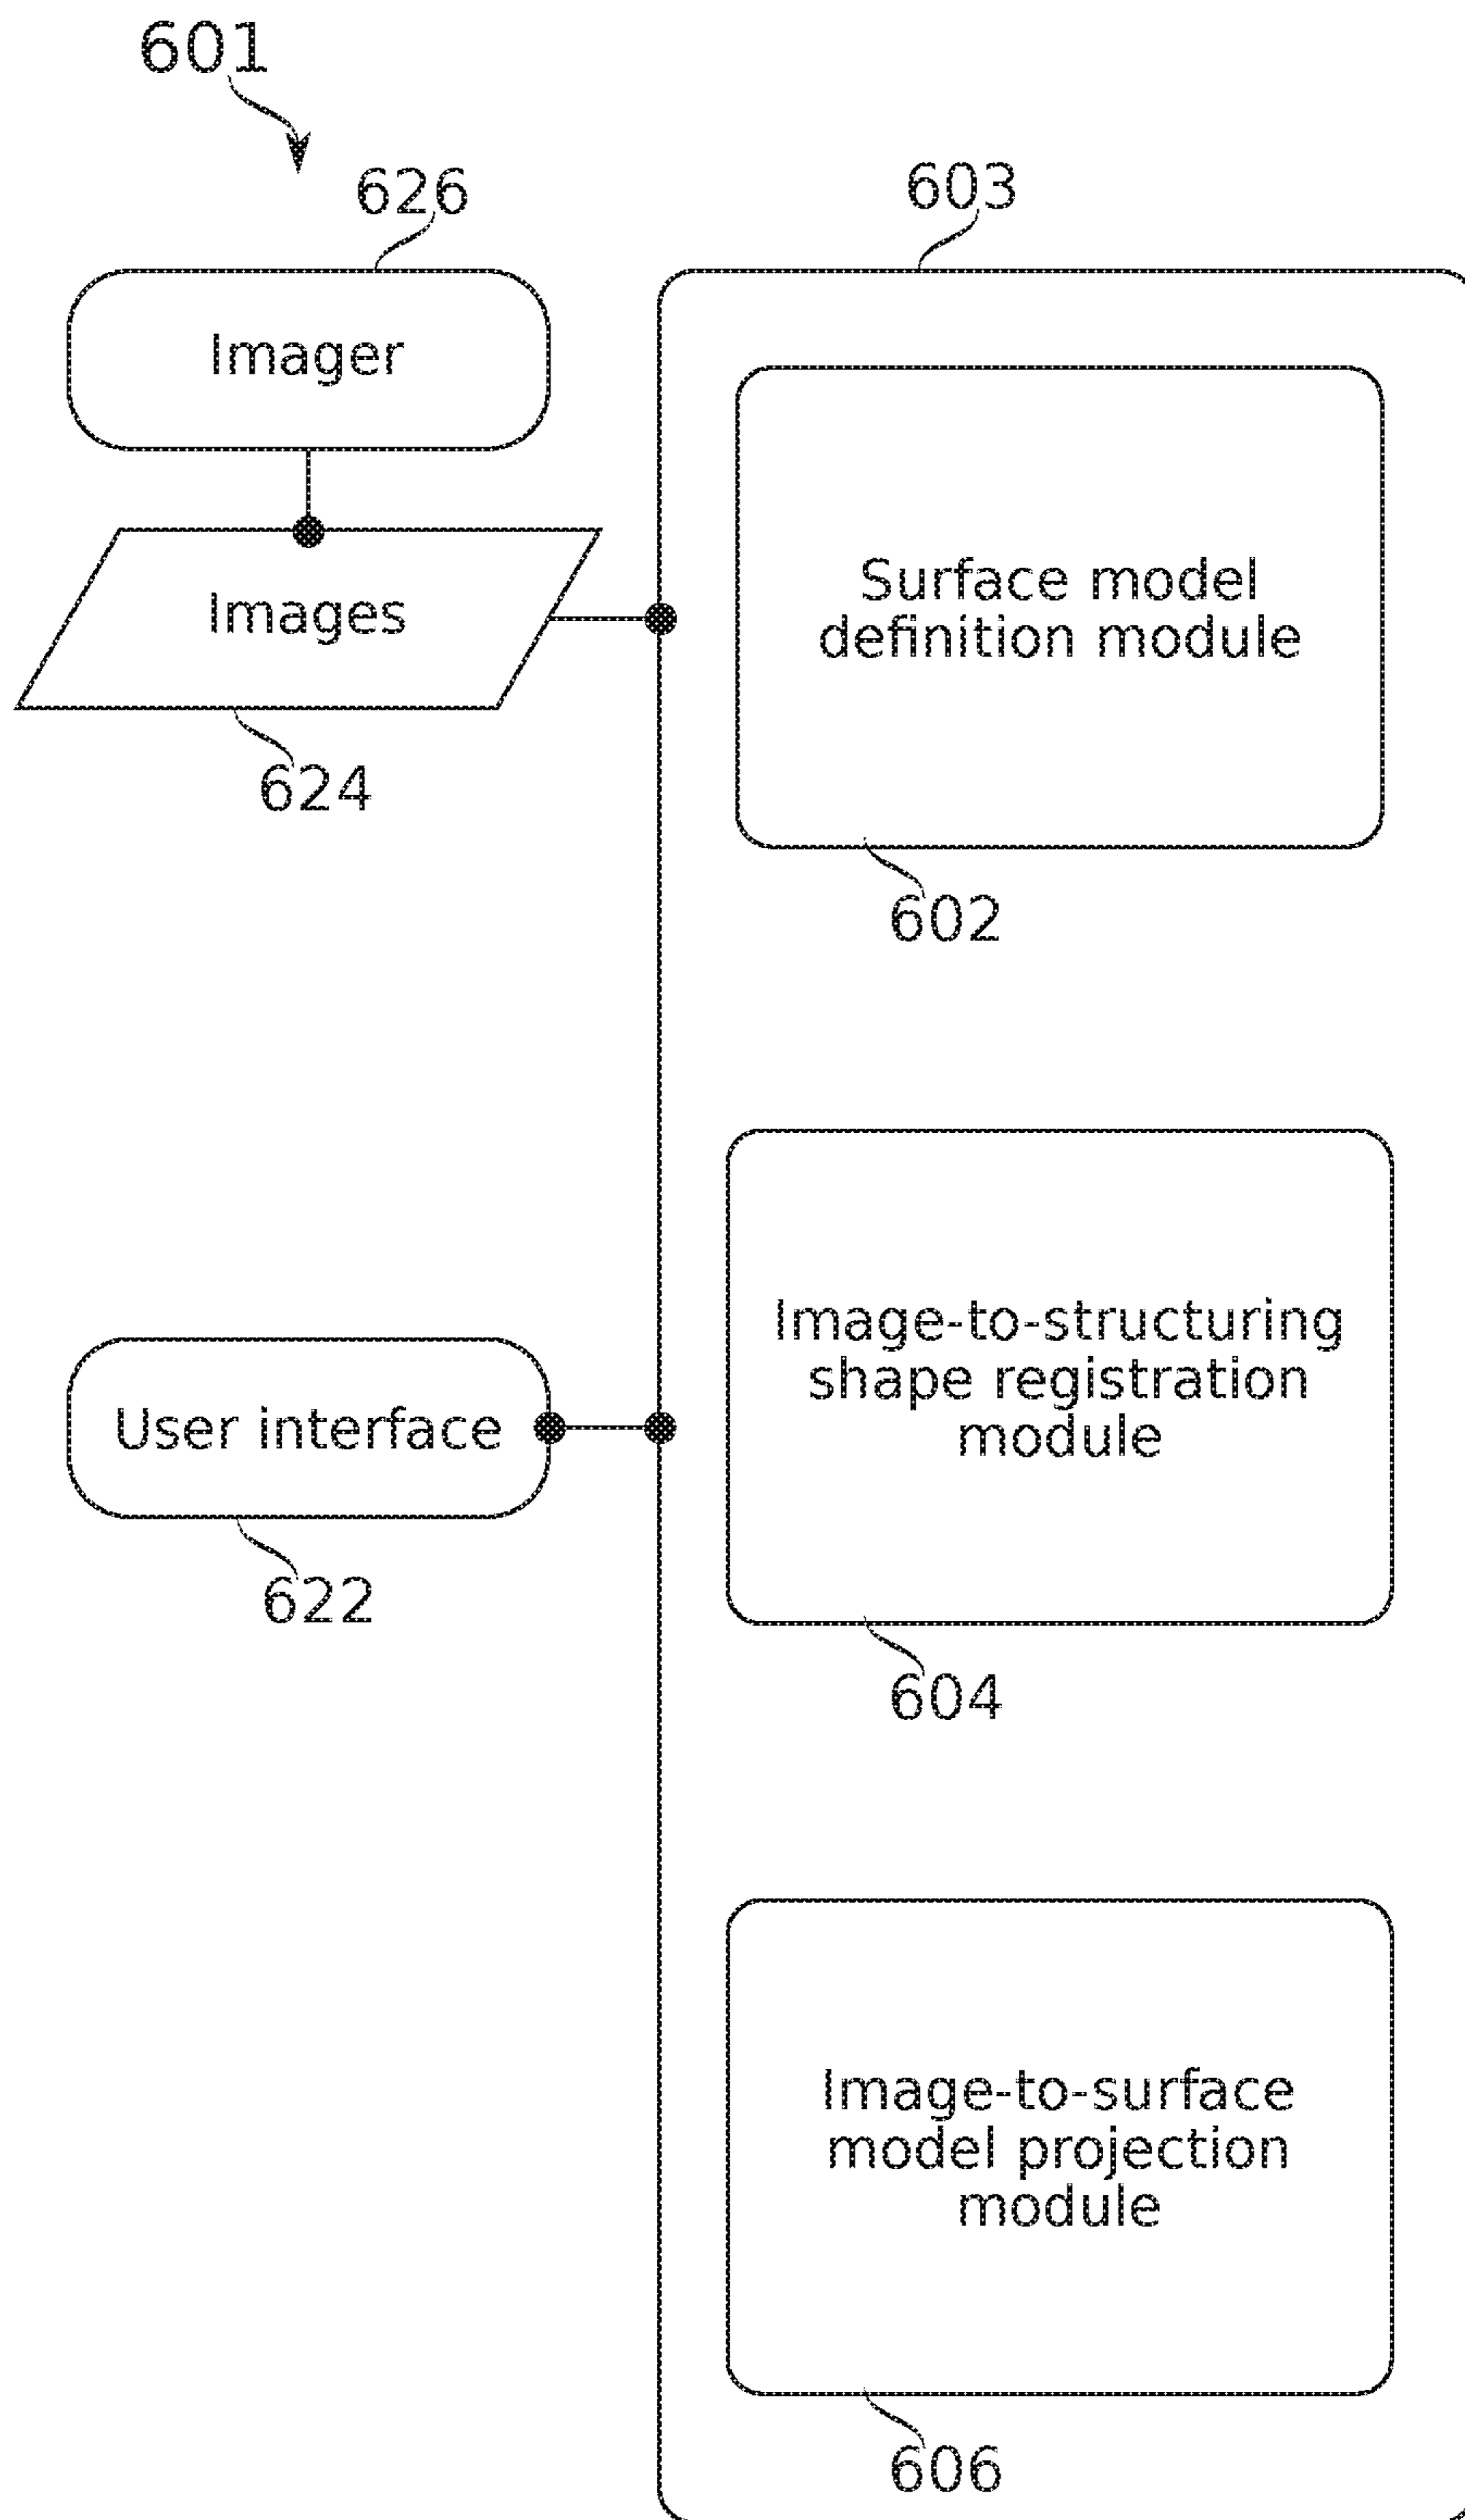 601
626
603
Imager
Images
624
Surface model
definition module
602
Image-to-structuring
shape registration
module
User interface
622
604
Image-to-surface
model projection
module
606